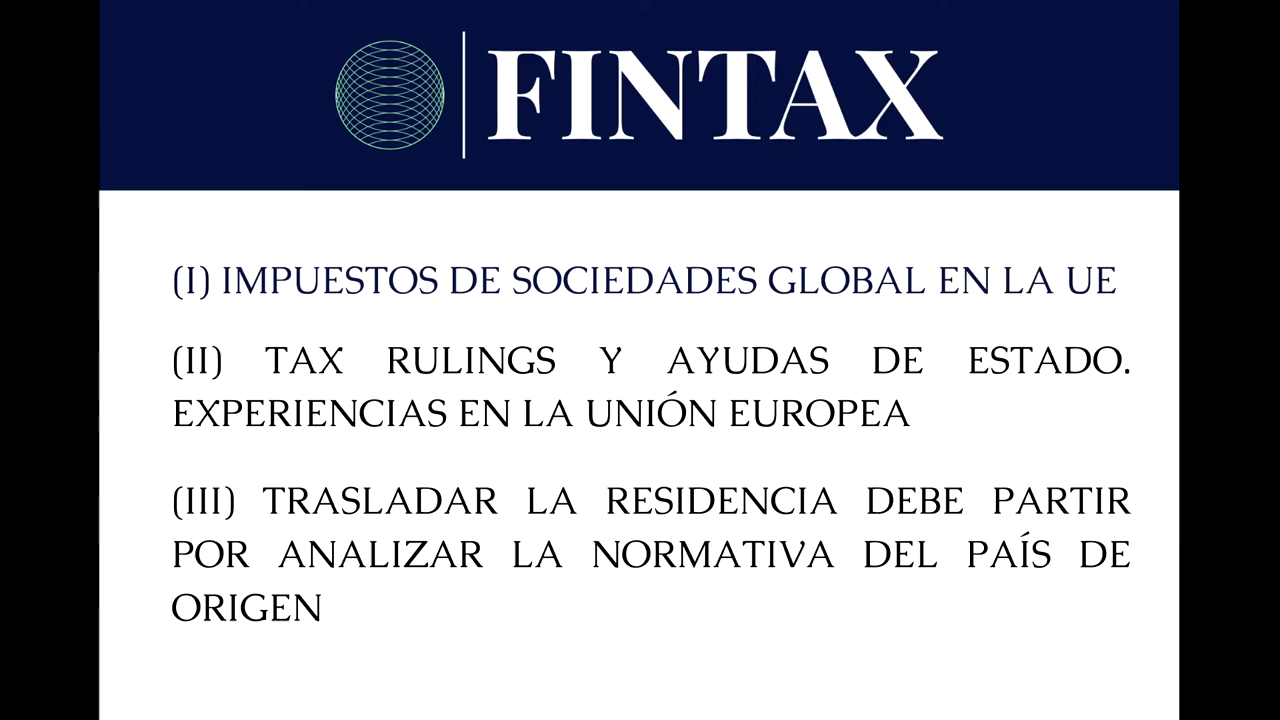 FINTAX
(I) IMPUESTOS DE SOCIEDADES GLOBAL EN LA UE
(II) TAX RULINGS Y AYUDAS DE ESTADO.
EXPERIENCIAS EN LA UNIÓN EUROPEA
(III) TRASLADAR LA RESIDENCIA DEBE PARTIR
POR ANALIZAR LA NORMATIVA DEL PAÍS DE
ORIGEN